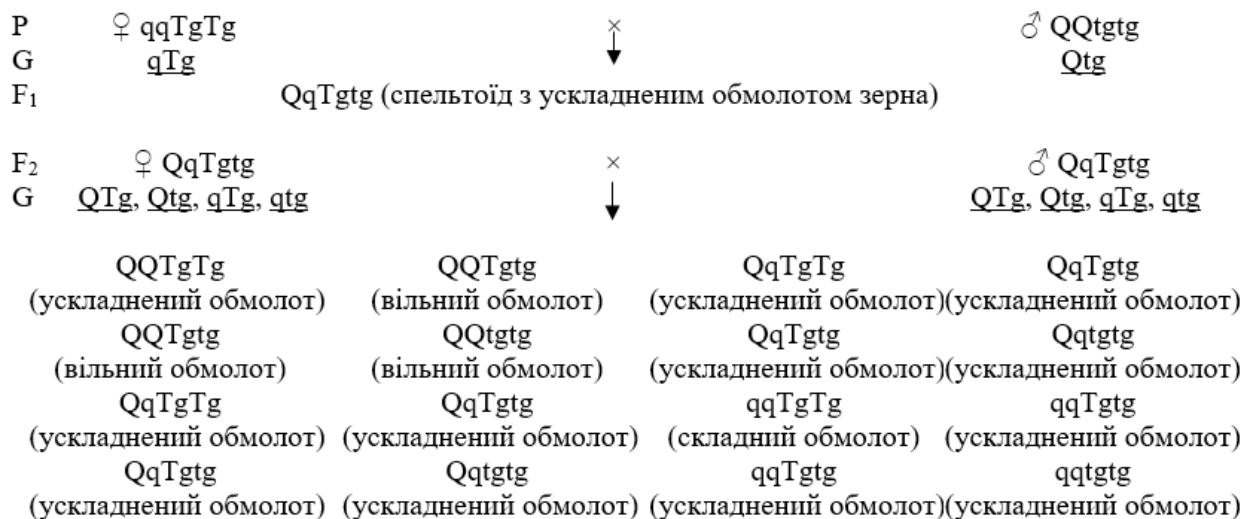 P ♀ qqTgTg × ♂ QQtgtg
G qTg Qtg
F₁ QqTgtg (спельтоїд з ускладненим обмолотом зерна)
F₂ ♀ QqTgtg × ♂ QqTgtg
G QTg, Qtg, qTg, qtg QTg, Qtg, qTg, qtg
QQTgTg QQTgtg QqTgTg QqTgtg
(ускладнений обмолот) (вільний обмолот) (ускладнений обмолот)(ускладнений обмолот)
QQTgtg QQtgtg QqTgtg Qqtgtg
(вільний обмолот) (вільний обмолот) (ускладнений обмолот)(ускладнений обмолот)
QqTgTg QqTgtg qqTgTg qqTgtg
(ускладнений обмолот) (ускладнений обмолот) (складний обмолот) (ускладнений обмолот)
QqTgtg Qqtgtg qqTgtg qqtgtg
(ускладнений обмолот) (ускладнений обмолот) (ускладнений обмолот)(ускладнений обмолот)